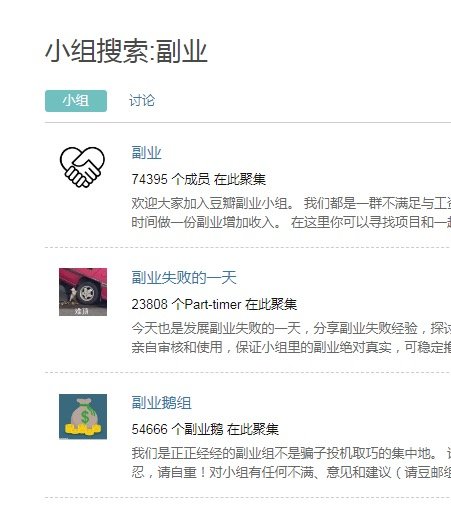 小组搜索:副业
小组 讨论
副业
74395 个成员 在此聚集
欢迎大家加入豆瓣副业小组。 我们都是一群不满足与工资
时间做一份副业增加收入。 在这里你可以寻找项目和一起
副业失败的一天
23808 个Part-timer 在此聚集
今天也是发展副业失败的一天，分享副业失败经验，探讨
亲自审核和使用，保证小组里的副业绝对真实，可稳定撸
难顶
副业鹅组
54666 个副业鹅 在此聚集
我们是正正经经的副业组不是骗子投机取巧的集中地。
忍，请自重！对小组有任何不满、意见和建议（请豆邮组